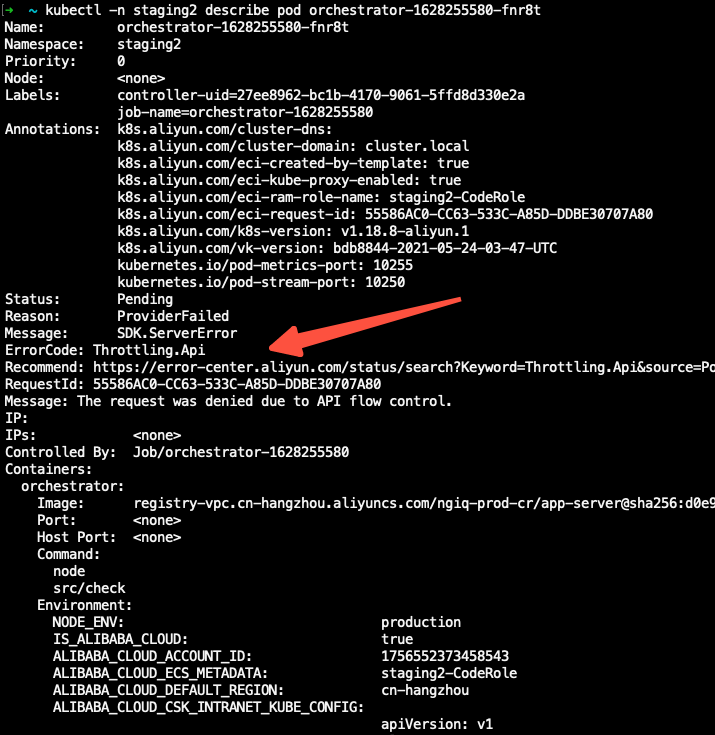 → ~ kubectl -n staging2 describe pod orchestrator-1628255580-fnr8t
Name: orchestrator-1628255580-fnr8t
Namespace: staging2
Priority: 0
Node: <none>
Labels: controller-uid=27ee8962-bc1b-4170-9061-5ffd8d330e2a
job-name=orchestrator-1628255580
Annotations: k8s.aliyun.com/cluster-dns:
k8s.aliyun.com/cluster-domain: cluster.local
k8s.aliyun.com/eci-created-by-template: true
k8s.aliyun.com/eci-kube-proxy-enabled: true
k8s.aliyun.com/eci-ram-role-name: staging2-CodeRole
k8s.aliyun.com/eci-request-id: 55586AC0-CC63-533C-A85D-DDBE30707A80
k8s.aliyun.com/k8s-version: v1.18.8-aliyun.1
k8s.aliyun.com/vk-version: bdb8844-2021-05-24-03-47-UTC
kubernetes.io/pod-metrics-port: 10255
kubernetes.io/pod-stream-port: 10250
Status: Pending
Reason: ProviderFailed
Message: SDK.ServerError
ErrorCode: Throttling.Api
Recommend: https://error-center.aliyun.com/status/search?Keyword=Throttling.Api&source=Po
RequestId: 55586AC0-CC63-533C-A85D-DDBE30707A80
Message: The request was denied due to API flow control.
IP:
IPs: <none>
Controlled By: Job/orchestrator-1628255580
Containers:
orchestrator:
Image: registry-vpc.cn-hangzhou.aliyuncs.com/ngiq-prod-cr/app-server@sha256:d0e9
Port: <none>
Host Port: <none>
Command:
node
src/check
Environment:
NODE_ENV: production
IS_ALIBABA_CLOUD: true
ALIBABA_CLOUD_ACCOUNT_ID: 1756552373458543
ALIBABA_CLOUD_ECS_METADATA: staging2-CodeRole
ALIBABA_CLOUD_DEFAULT_REGION: cn-hangzhou
ALIBABA_CLOUD_CSK_INTRANET_KUBE_CONFIG:
apiVersion: v1